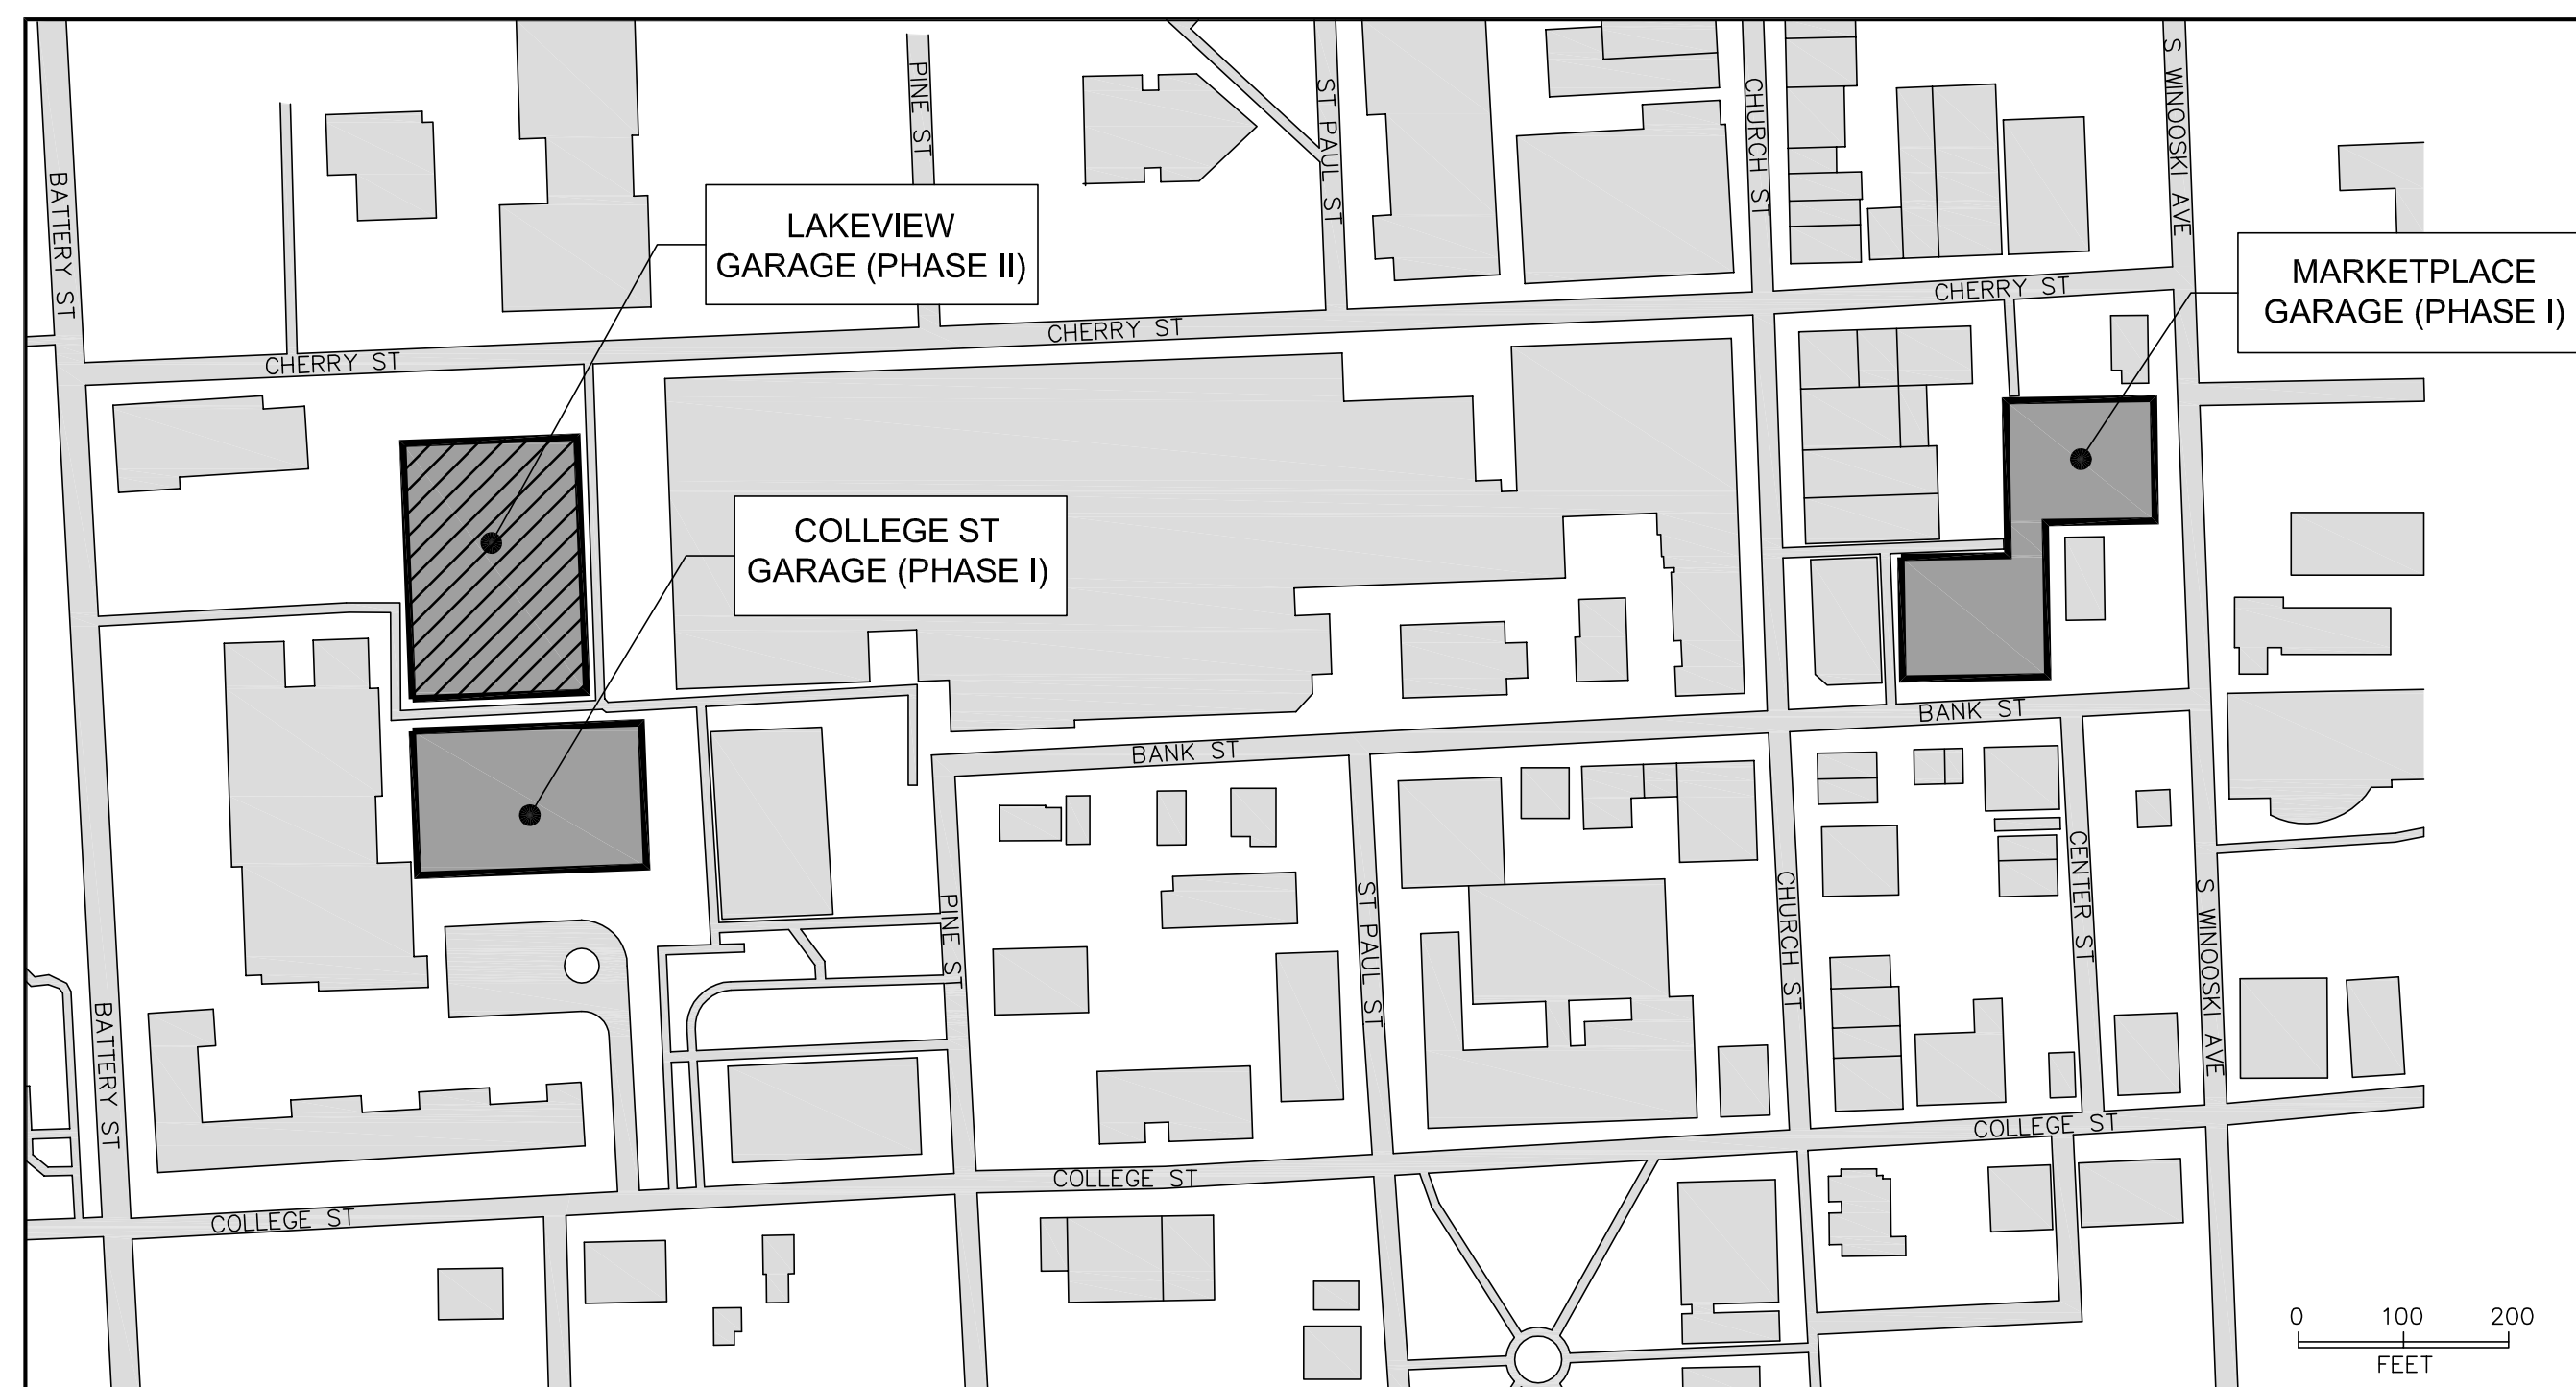 S WINOOSKI AVE
PINE ST
ST PAUL ST
CHURCH ST
BATTERY ST
LAKEVIEW
GARAGE (PHASE II)
MARKETPLACE
GARAGE (PHASE I)
CHERRY ST
CHERRY ST
CHERRY ST
COLLEGE ST
GARAGE (PHASE I)
BANK ST
BANK ST
CENTER ST
CHURCH ST
S WINOOSKI AVE
ST PAUL ST
PINE ST
BATTERY ST
COLLEGE ST
COLLEGE ST
COLLEGE ST
0 100 200
FEET